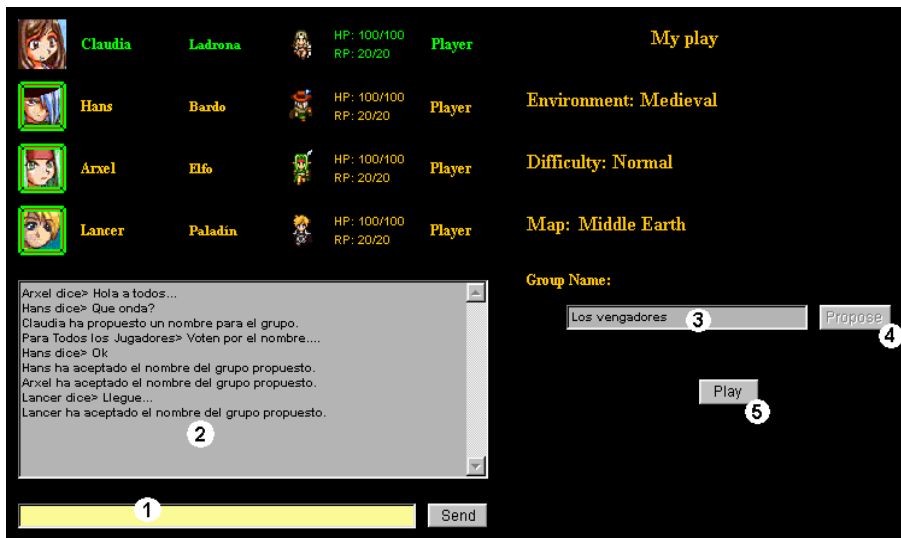 Claudia Ladrona HP: 100/100 Player
RP: 20/20
Hans Bardo HP: 100/100 Player
RP: 20/20
Arxel Elfo HP: 100/100 Player
RP: 20/20
Lancer Paladín HP: 100/100 Player
RP: 20/20
My play
Environment: Medieval
Difficulty: Normal
Map: Middle Earth
Group Name:
Los vengadores 3 Propose
4
Play
5
Arxel dice> Hola a todos...
Hans dice> Que onda?
Claudia ha propuesto un nombre para el grupo.
Para Todos los Jugadores> Voten por el nombre....
Hans dice> Ok
Hans ha aceptado el nombre del grupo propuesto.
Arxel ha aceptado el nombre del grupo propuesto.
Lancer dice> Llegue...
Lancer ha aceptado el nombre del grupo propuesto.
2
1
Send